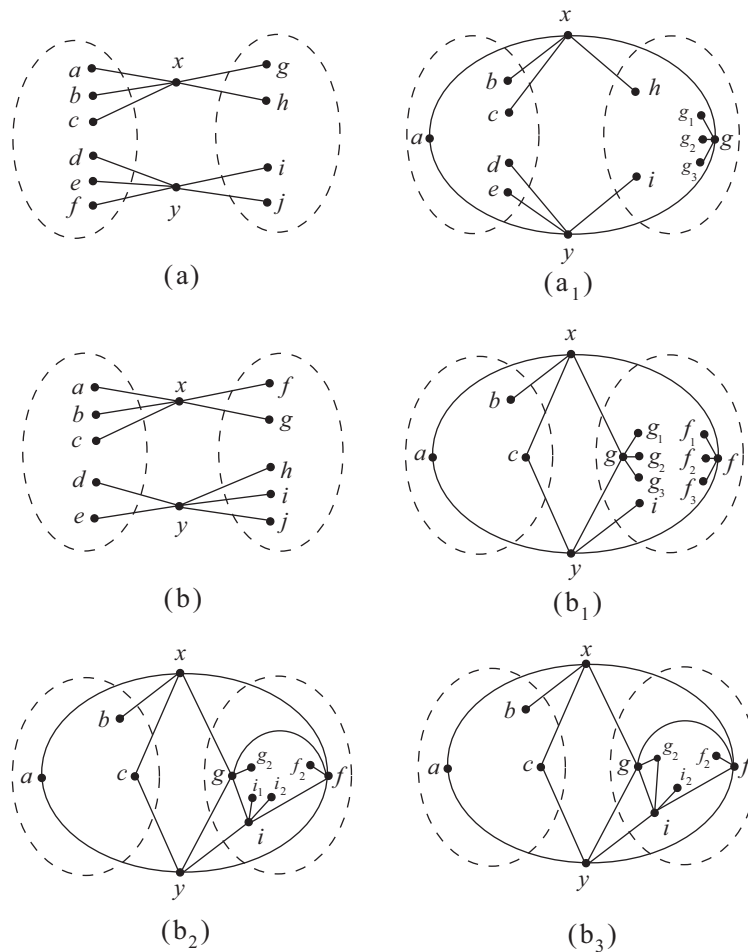 x
a g
b h
c
d i
e
f y j
(a)
x
b h
c g₁
a g₂ g
d g₃
e i
y
(a₁)
x
a f
b g
c
d h
i
e y j
(b)
x
b
g₁ f₁
a c g g₂ f₂ f
g₃ f₃
i
y
(b₁)
x
b
g₂ f₂
a c g f
i₁ i₂
i
y
(b₂)
x
b
g₂ f₂
a c g f
i₂
i
y
(b₃)